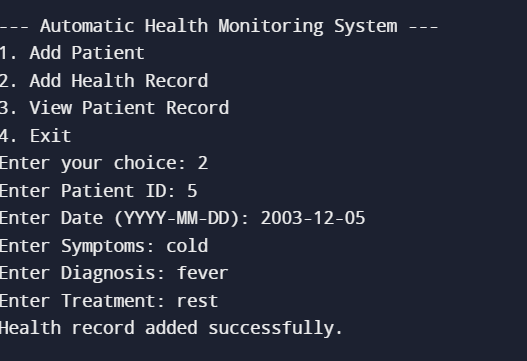 --- Automatic Health Monitoring System ---
1. Add Patient
2. Add Health Record
3. View Patient Record
4. Exit
Enter your choice: 2
Enter Patient ID: 5
Enter Date (YYYY-MM-DD): 2003-12-05
Enter Symptoms: cold
Enter Diagnosis: fever
Enter Treatment: rest
Health record added successfully.